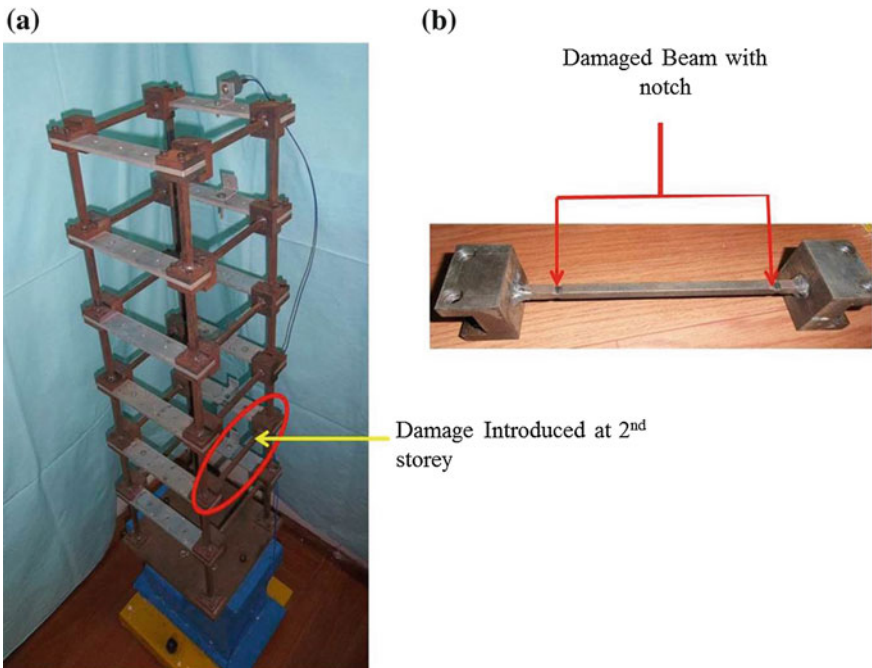 (a)
(b)
Damaged Beam with
notch
Damage Introduced at 2nd
storey